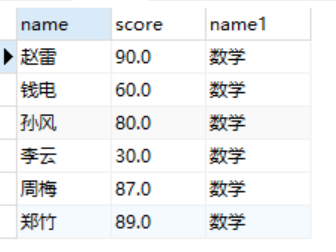 name score name1
赵雷 90.0 数学
钱电 60.0 数学
孙风 80.0 数学
李云 30.0 数学
周梅 87.0 数学
郑竹 89.0 数学